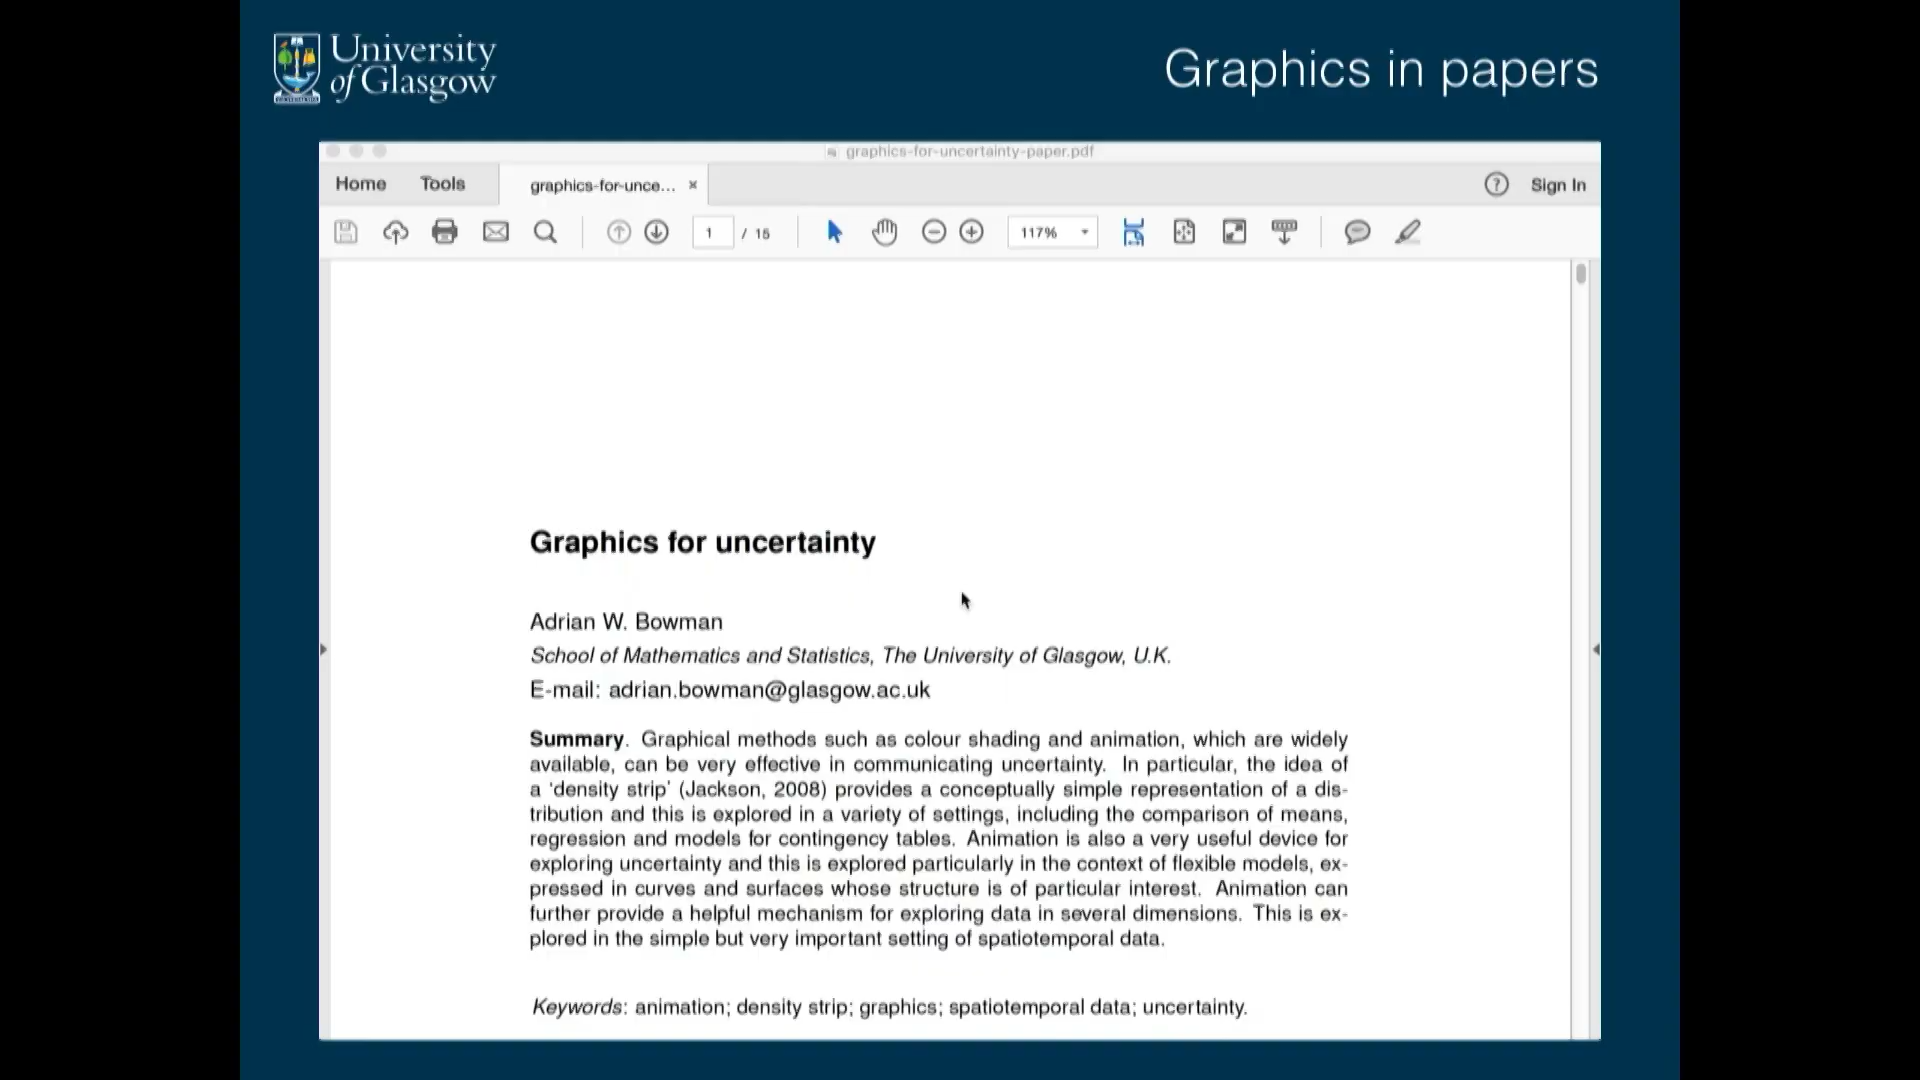 University
of Glasgow
Graphics in papers
graphics-for-uncertainty-paper.pdf
Home Tools graphics-for-unce... × ? Sign In
1 / 15 117%
Graphics for uncertainty
Adrian W. Bowman
School of Mathematics and Statistics, The University of Glasgow, U.K.
E-mail: adrian.bowman@glasgow.ac.uk
Summary. Graphical methods such as colour shading and animation, which are widely
available, can be very effective in communicating uncertainty. In particular, the idea of
a ‘density strip’ (Jackson, 2008) provides a conceptually simple representation of a dis-
tribution and this is explored in a variety of settings, including the comparison of means,
regression and models for contingency tables. Animation is also a very useful device for
exploring uncertainty and this is explored particularly in the context of flexible models, ex-
pressed in curves and surfaces whose structure is of particular interest. Animation can
further provide a helpful mechanism for exploring data in several dimensions. This is ex-
plored in the simple but very important setting of spatiotemporal data.
Keywords: animation; density strip; graphics; spatiotemporal data; uncertainty.